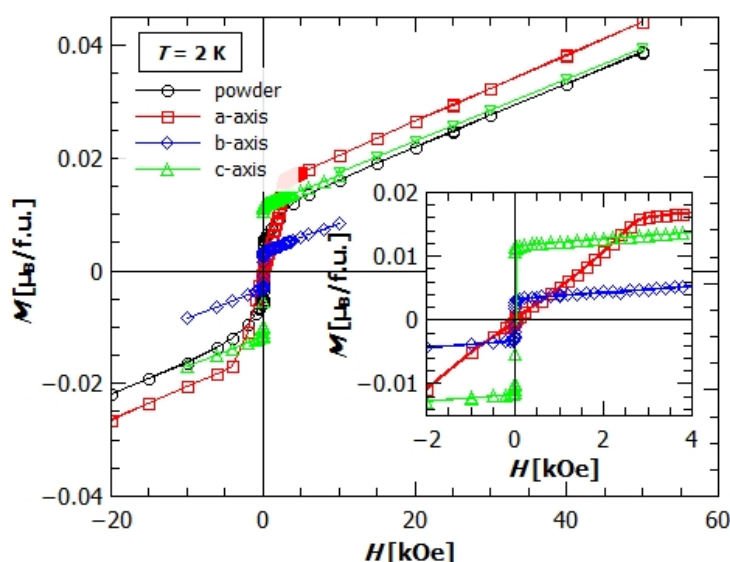 0.04
T = 2 K
powder
a-axis
b-axis
c-axis
0.02
0
−0.02
−0.04
M [μB/f.u.]
−20
0
20
40
60
H [kOe]
0.02
0.01
0
−0.01
M [μB/f.u.]
−2
0
2
4
H [kOe]